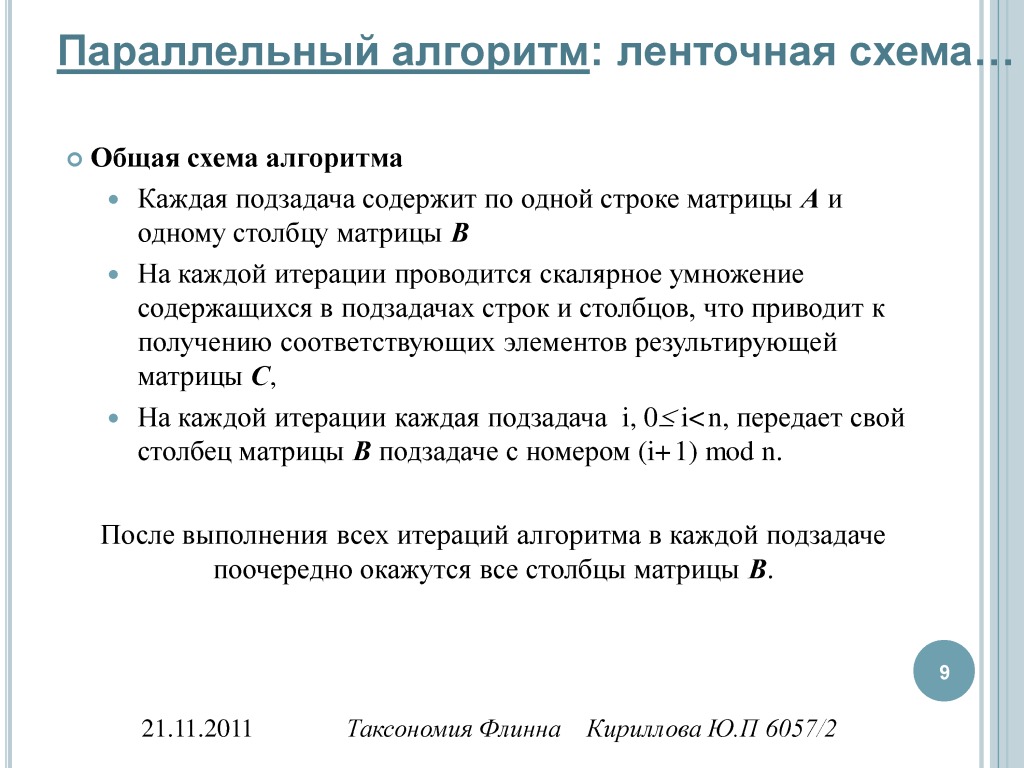 Параллельный алгоритм: ленточная схема…
Общая схема алгоритма
Каждая подзадача содержит по одной строке матрицы A и
одному столбцу матрицы B
На каждой итерации проводится скалярное умножение
содержащихся в подзадачах строк и столбцов, что приводит к
получению соответствующих элементов результирующей
матрицы C,
На каждой итерации каждая подзадача i, 0≤ i< n, передает свой
столбец матрицы B подзадаче с номером (i+1) mod n.
После выполнения всех итераций алгоритма в каждой подзадаче
поочередно окажутся все столбцы матрицы B.
9
21.11.2011 Таксономия Флинна Кириллова Ю.П 6057/2